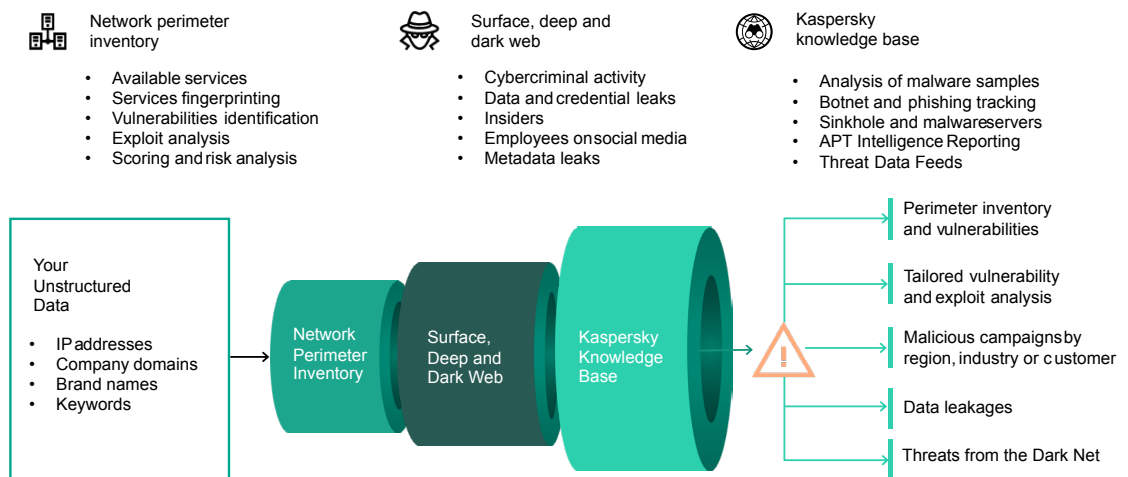 Network perimeter
inventory
• Available services
• Services fingerprinting
• Vulnerabilities identification
• Exploit analysis
• Scoring and risk analysis
Surface, deep and
dark web
• Cybercriminal activity
• Data and credential leaks
• Insiders
• Employees on social media
• Metadata leaks
Kaspersky
knowledge base
• Analysis of malware samples
• Botnet and phishing tracking
• Sinkhole and malware servers
• APT Intelligence Reporting
• Threat Data Feeds
Your
Unstructured
Data
• IP addresses
• Company domains
• Brand names
• Keywords
Network
Perimeter
Inventory
Surface,
Deep and
Dark Web
Kaspersky
Knowledge
Base
!
Perimeter inventory
and vulnerabilities
Tailored vulnerability
and exploit analysis
Malicious campaigns by
region, industry or customer
Data leakages
Threats from the Dark Net